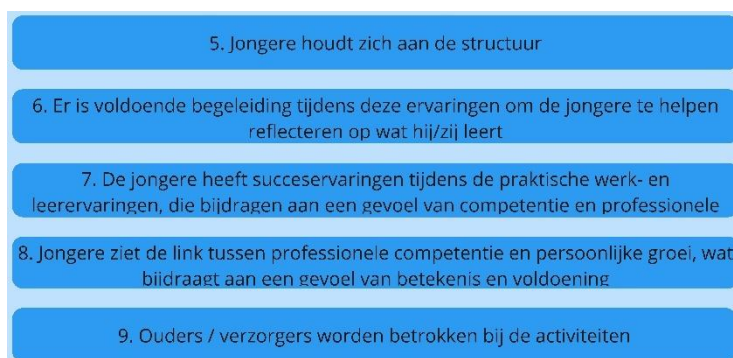 5. Jongere houdt zich aan de structuur
6. Er is voldoende begeleiding tijdens deze ervaringen om de jongere te helpen
reflecteren op wat hij/zij leert
7. De jongere heeft succeservaringen tijdens de praktische werk- en
leerervaringen, die bijdragen aan een gevoel van competentie en professionele
8. Jongere ziet de link tussen professionele competentie en persoonlijke groei, wat
bijdraagt aan een gevoel van betekenis en voldoening
9. Ouders / verzorgers worden betrokken bij de activiteiten